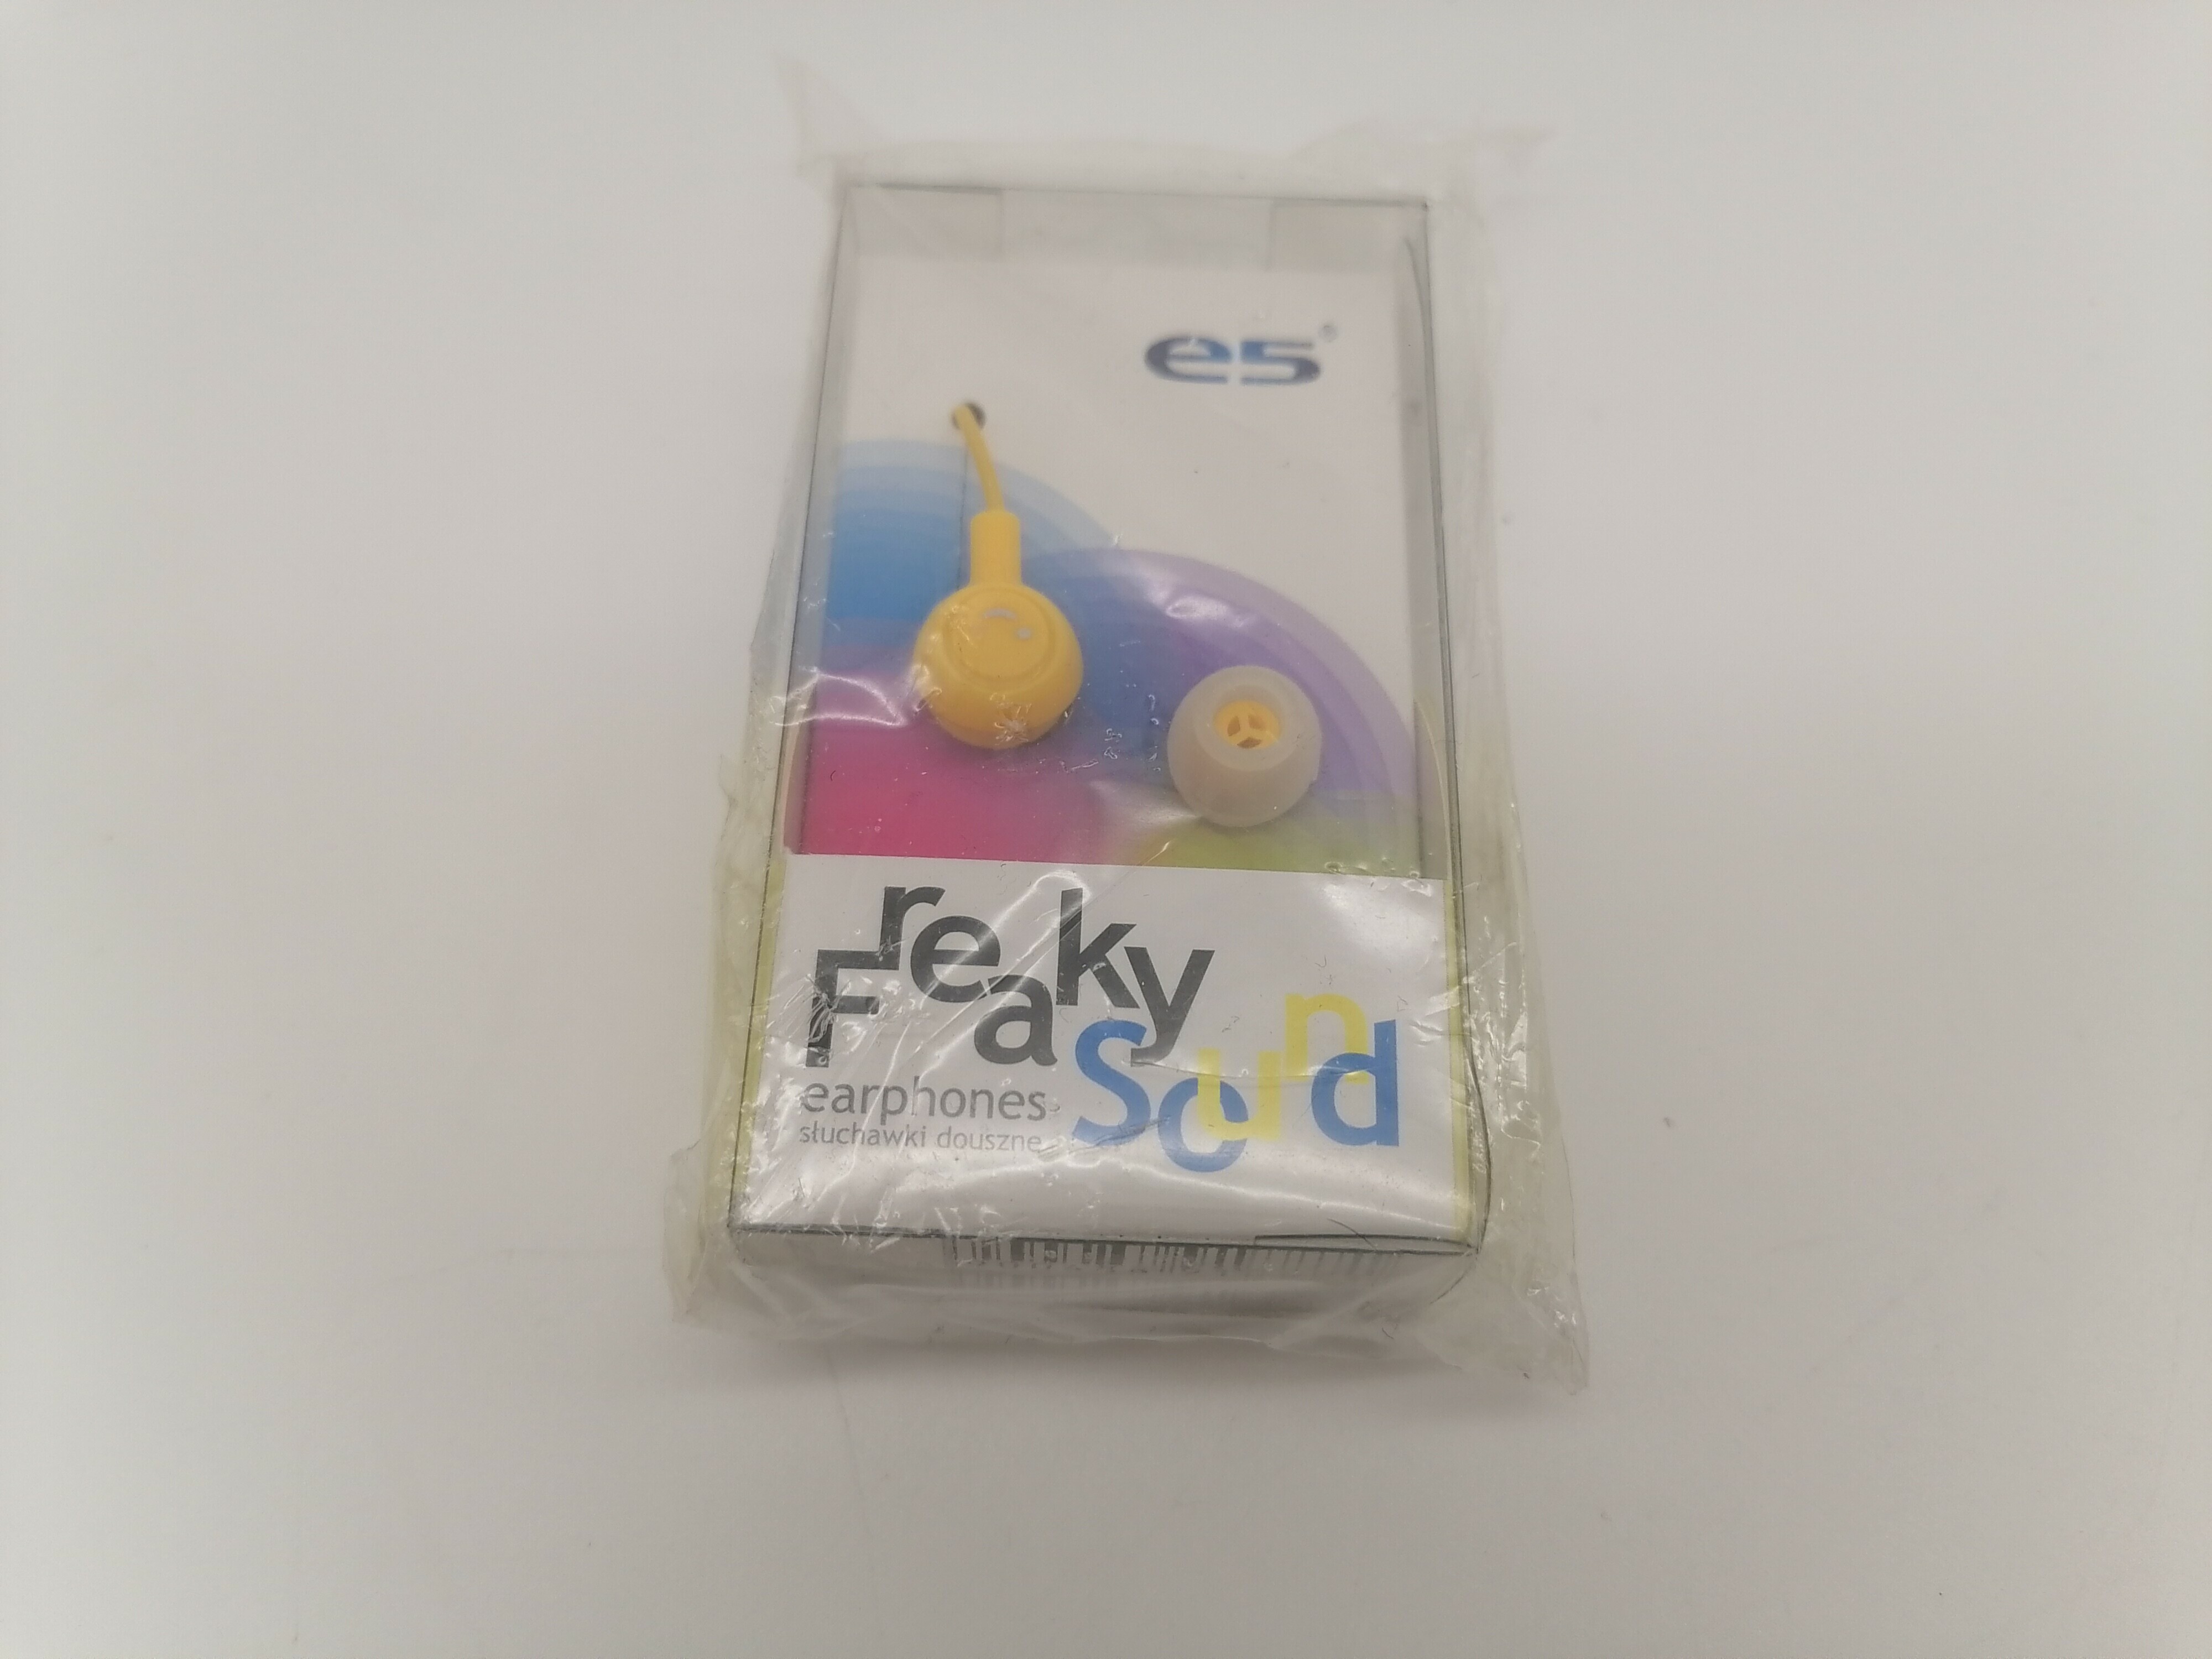 e5®
Freaky
Sound
earphones
słuchawki douszne